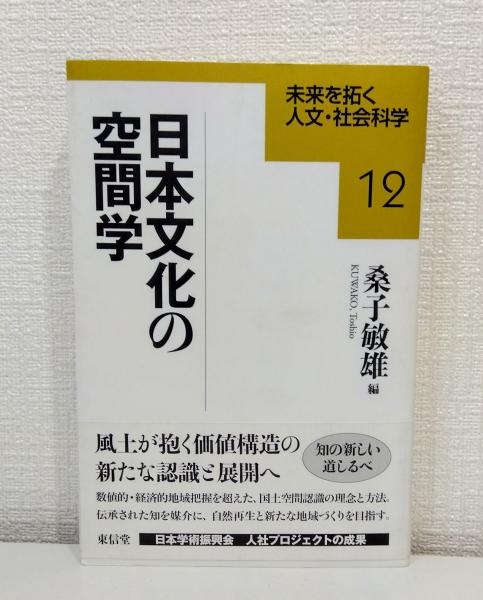 未来を拓く
人文・社会科学
12
日本文化の
空間学
桑子敏雄 編
KUWAKO, Toshio
風土が抱く価値構造の
新たな認識と展開へ
知の新しい
道しるべ
数値的・経済的地域把握を超えた、国土空間認識の理念と方法。
伝承された知を媒介に、自然再生と新たな地域づくりを目指す。
東信堂
日本学術振興会 人社プロジェクトの成果